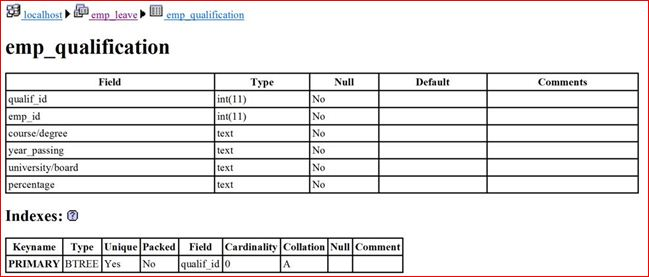 localhost emp_leave emp_qualification
emp_qualification
Field Type Null Default Comments
qualif_id int(11) No
emp_id int(11) No
course/degree text No
year_passing text No
university/board text No
percentage text No
Indexes: ?
Keyname Type Unique Packed Field Cardinality Collation Null Comment
PRIMARY BTREE Yes No qualif_id 0 A